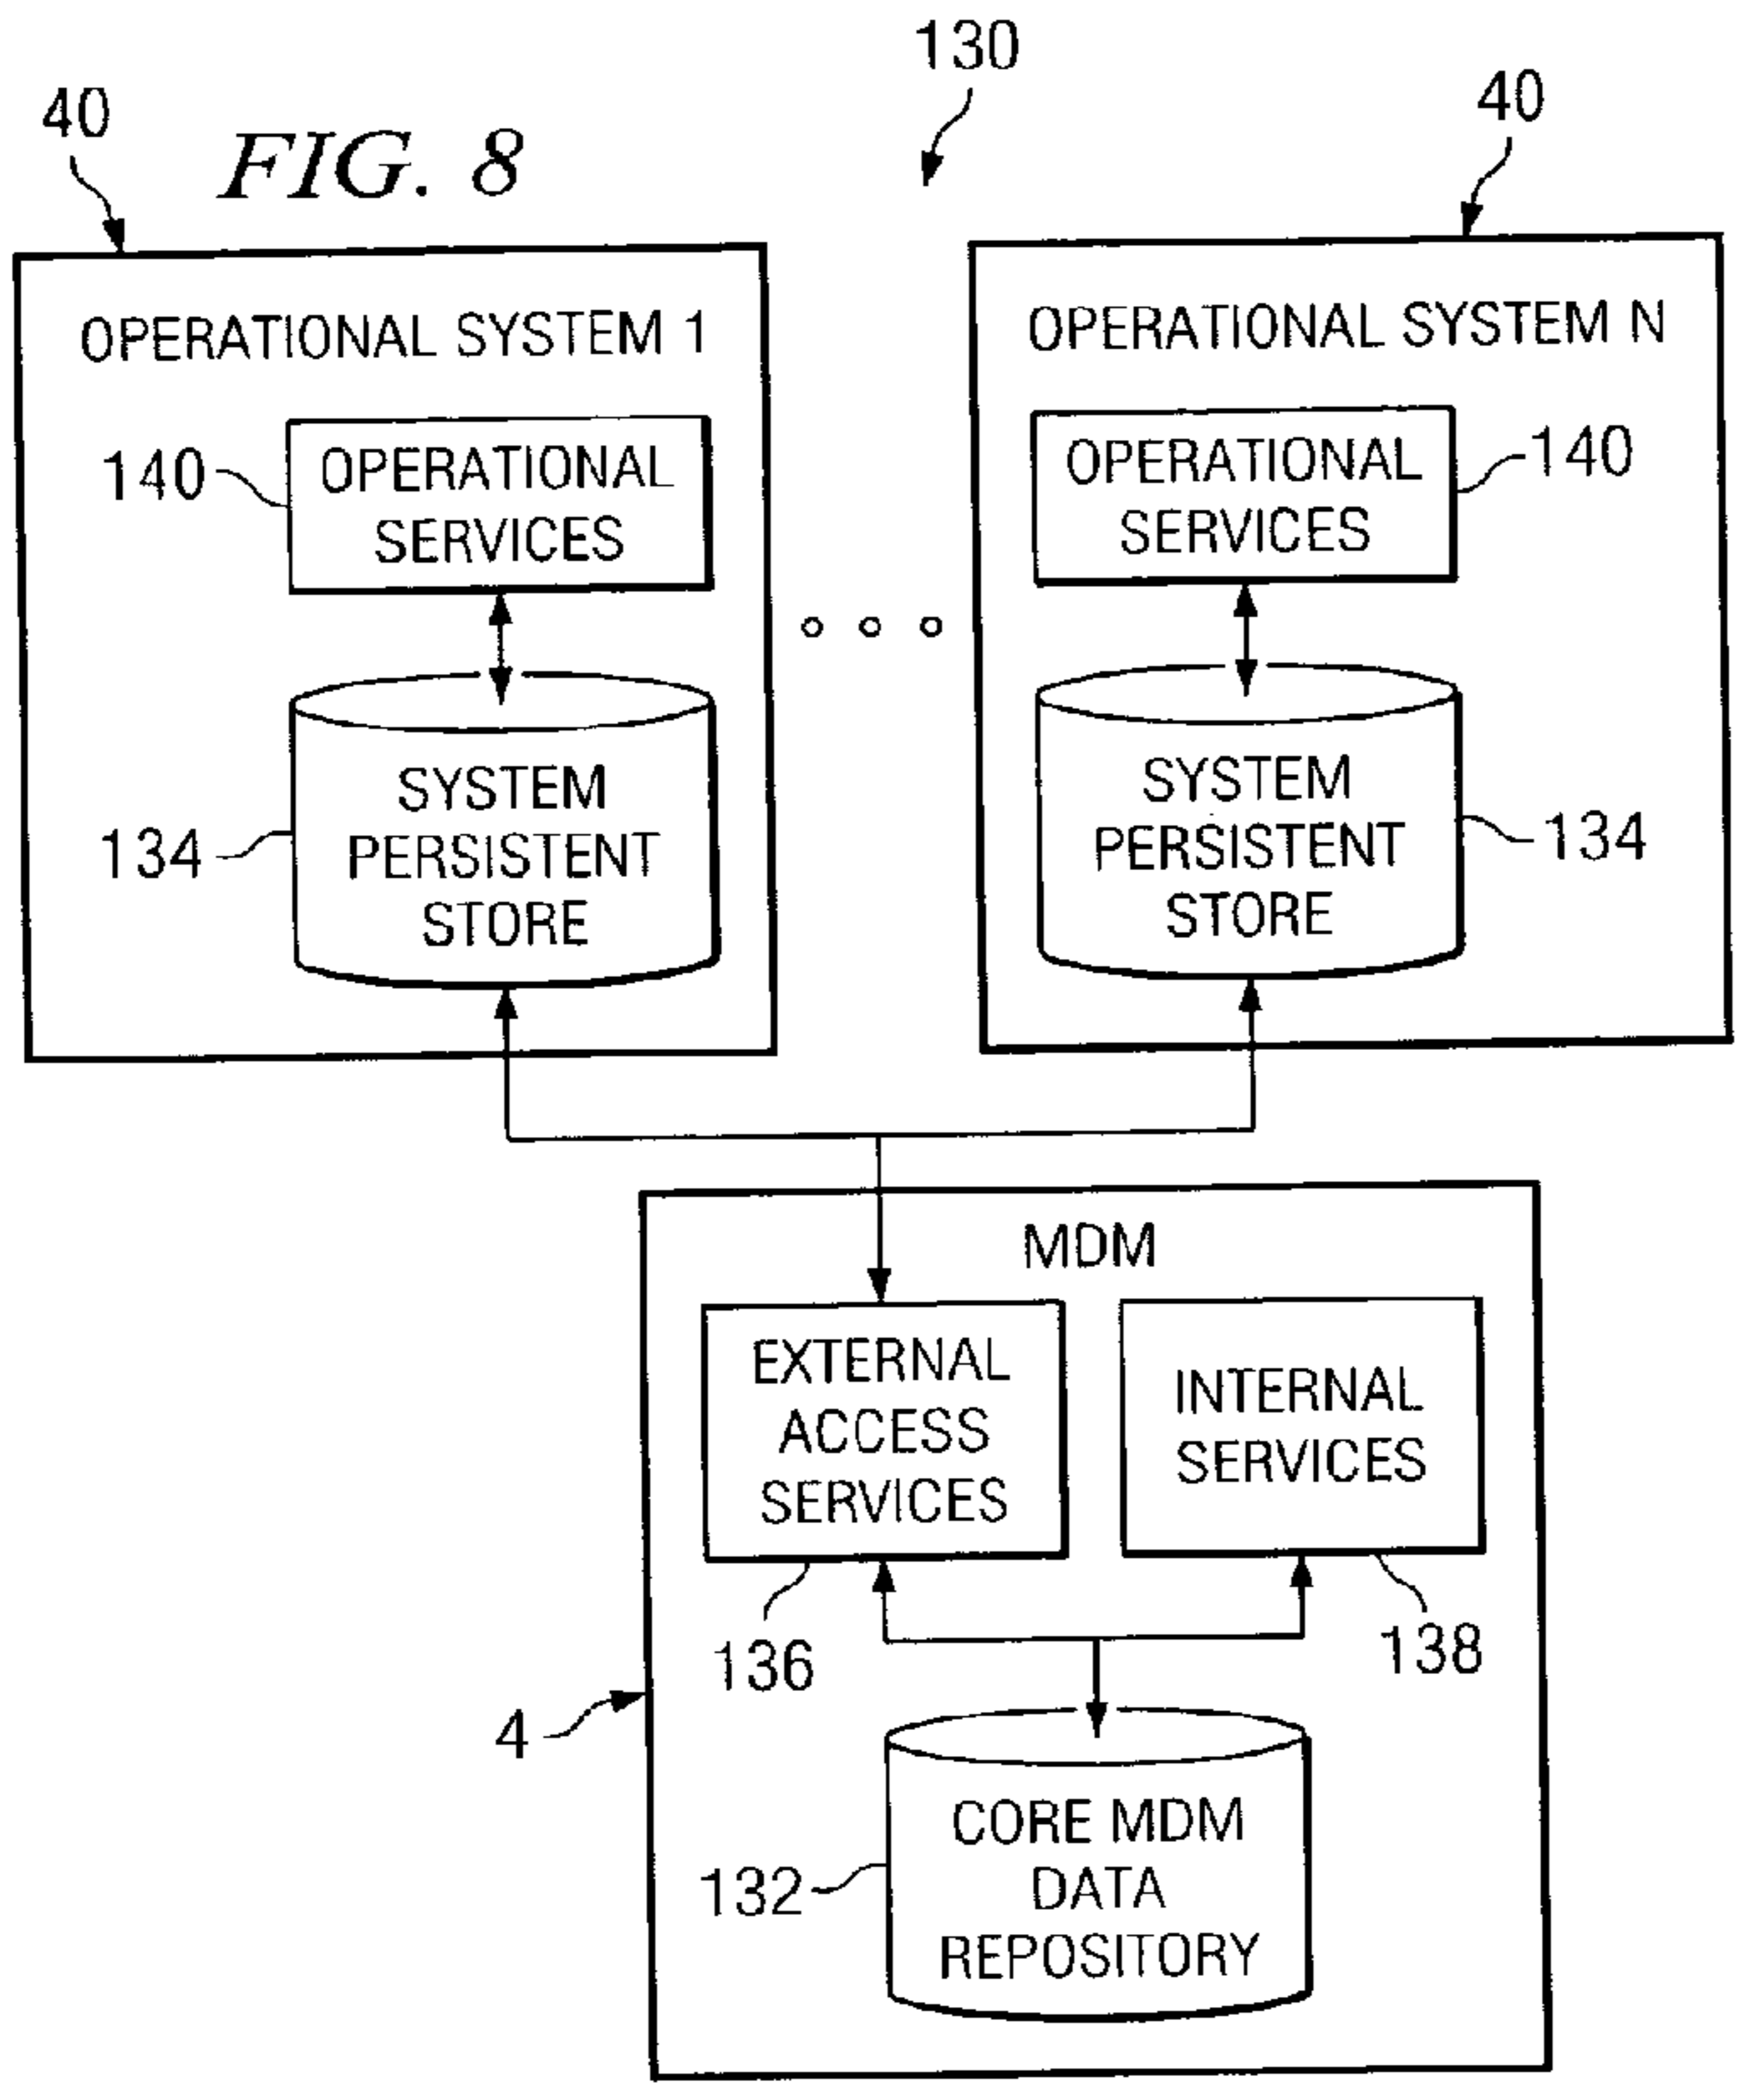 130
40
FIG. 8
40
OPERATIONAL SYSTEM 1
OPERATIONAL
SERVICES
140
SYSTEM
PERSISTENT
STORE
134
OPERATIONAL SYSTEM N
OPERATIONAL
SERVICES
140
SYSTEM
PERSISTENT
STORE
134
MDM
EXTERNAL
ACCESS
SERVICES
136
INTERNAL
SERVICES
138
4
CORE MDM
DATA
REPOSITORY
132